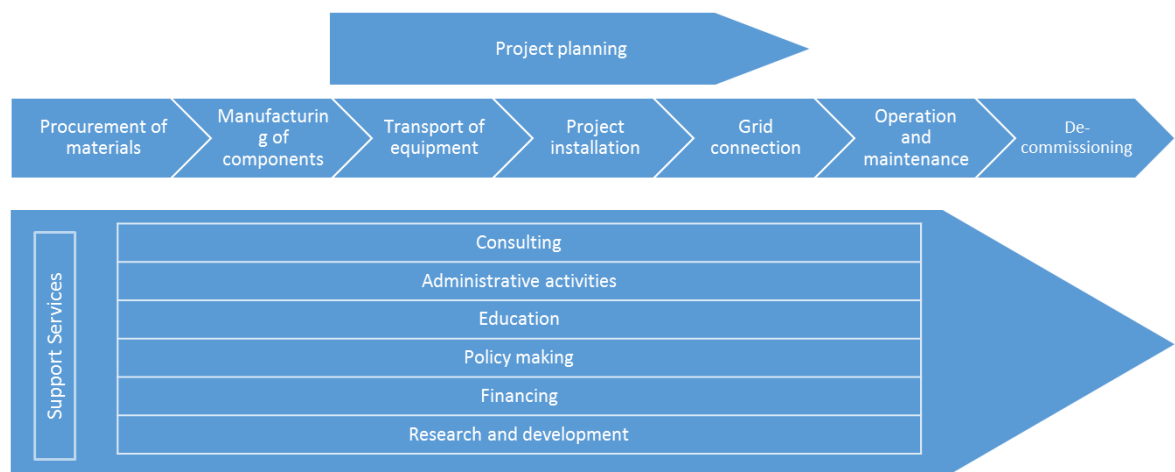 Project planning
Procurement of
materials
Manufacturin
g of
components
Transport of
equipment
Project
installation
Grid
connection
Operation
and
maintenance
De-
commissioning
Support Services
Consulting
Administrative activities
Education
Policy making
Financing
Research and development